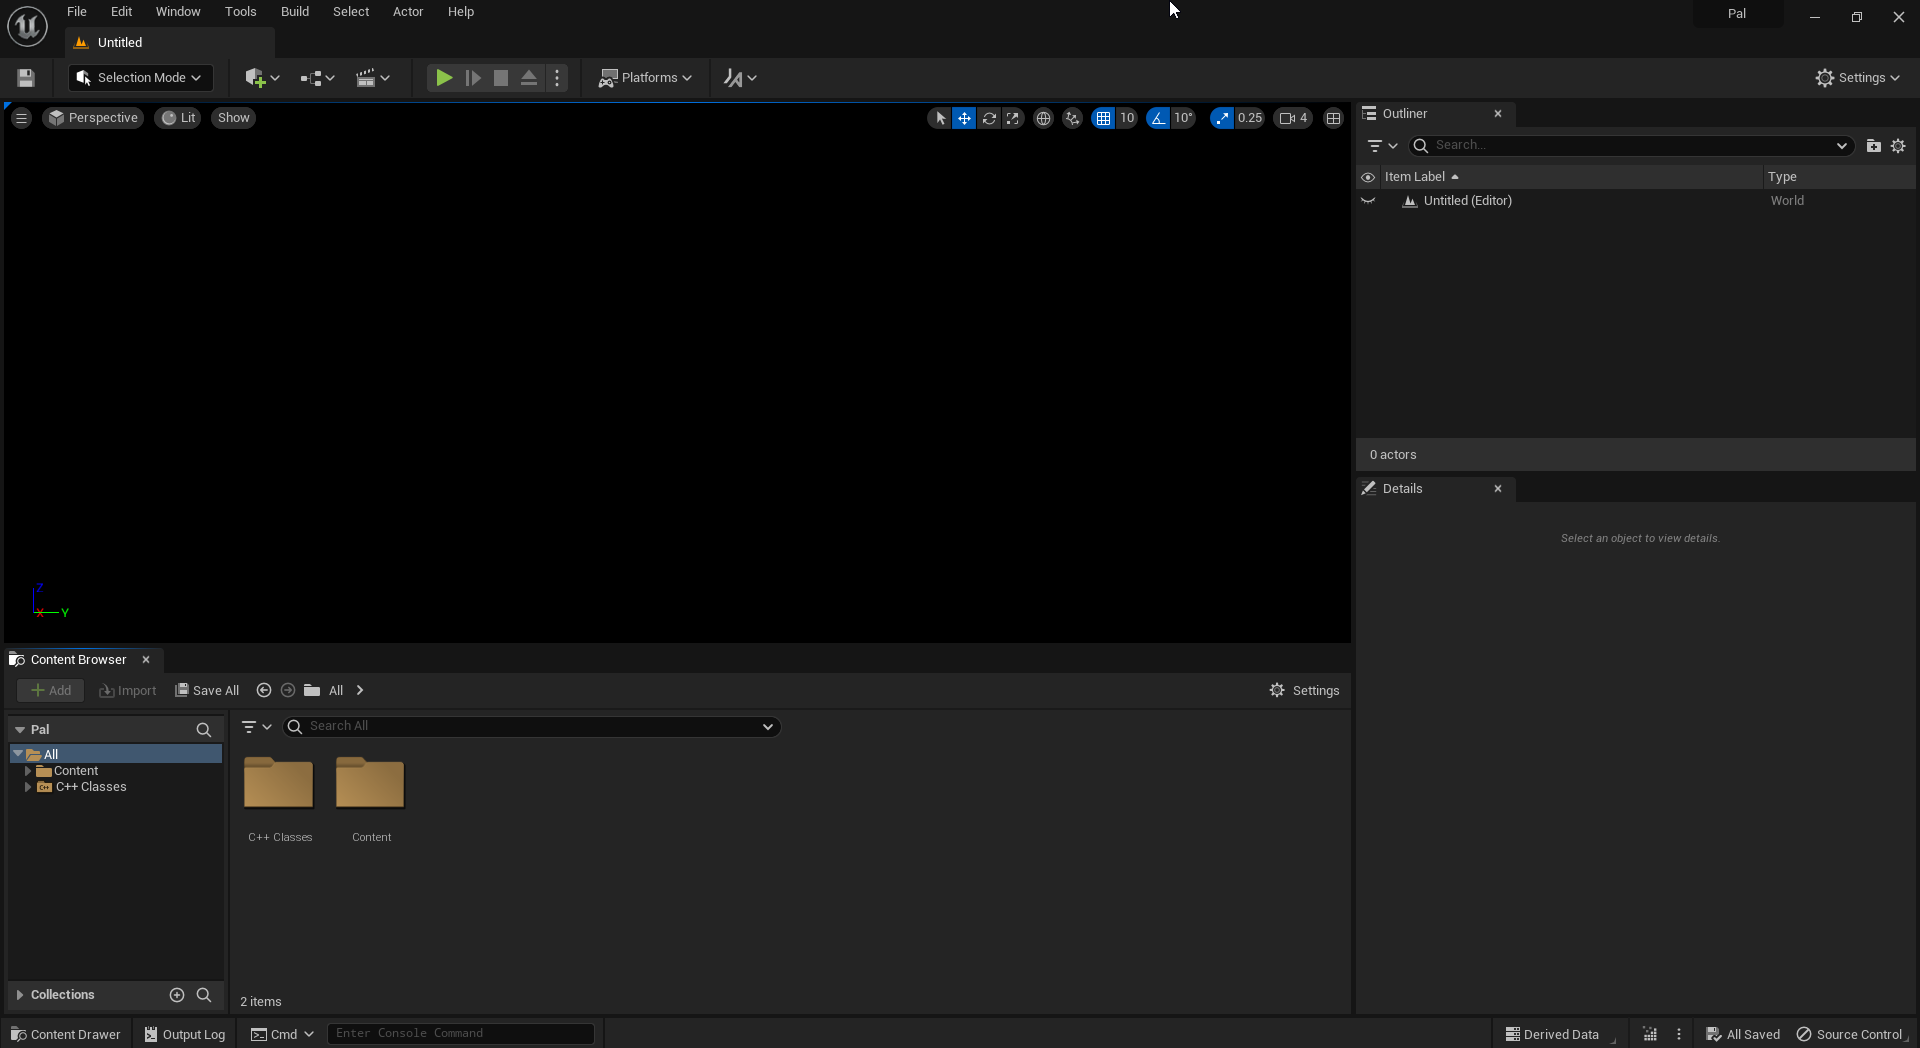 File Edit Window Tools Build Select Actor Help
Pal
Untitled
Selection Mode
Platforms
Settings
Perspective Lit Show
10 10° 0.25 4
Outliner
Search...
Item Label Type
Untitled (Editor) World
0 actors
Details
Select an object to view details.
Z
X Y
Content Browser
Add Import Save All All Settings
Pal
Search All
All
Content
C++ Classes
C++ Classes Content
Collections
2 items
Content Drawer Output Log Cmd Enter Console Command Derived Data All Saved Source Control